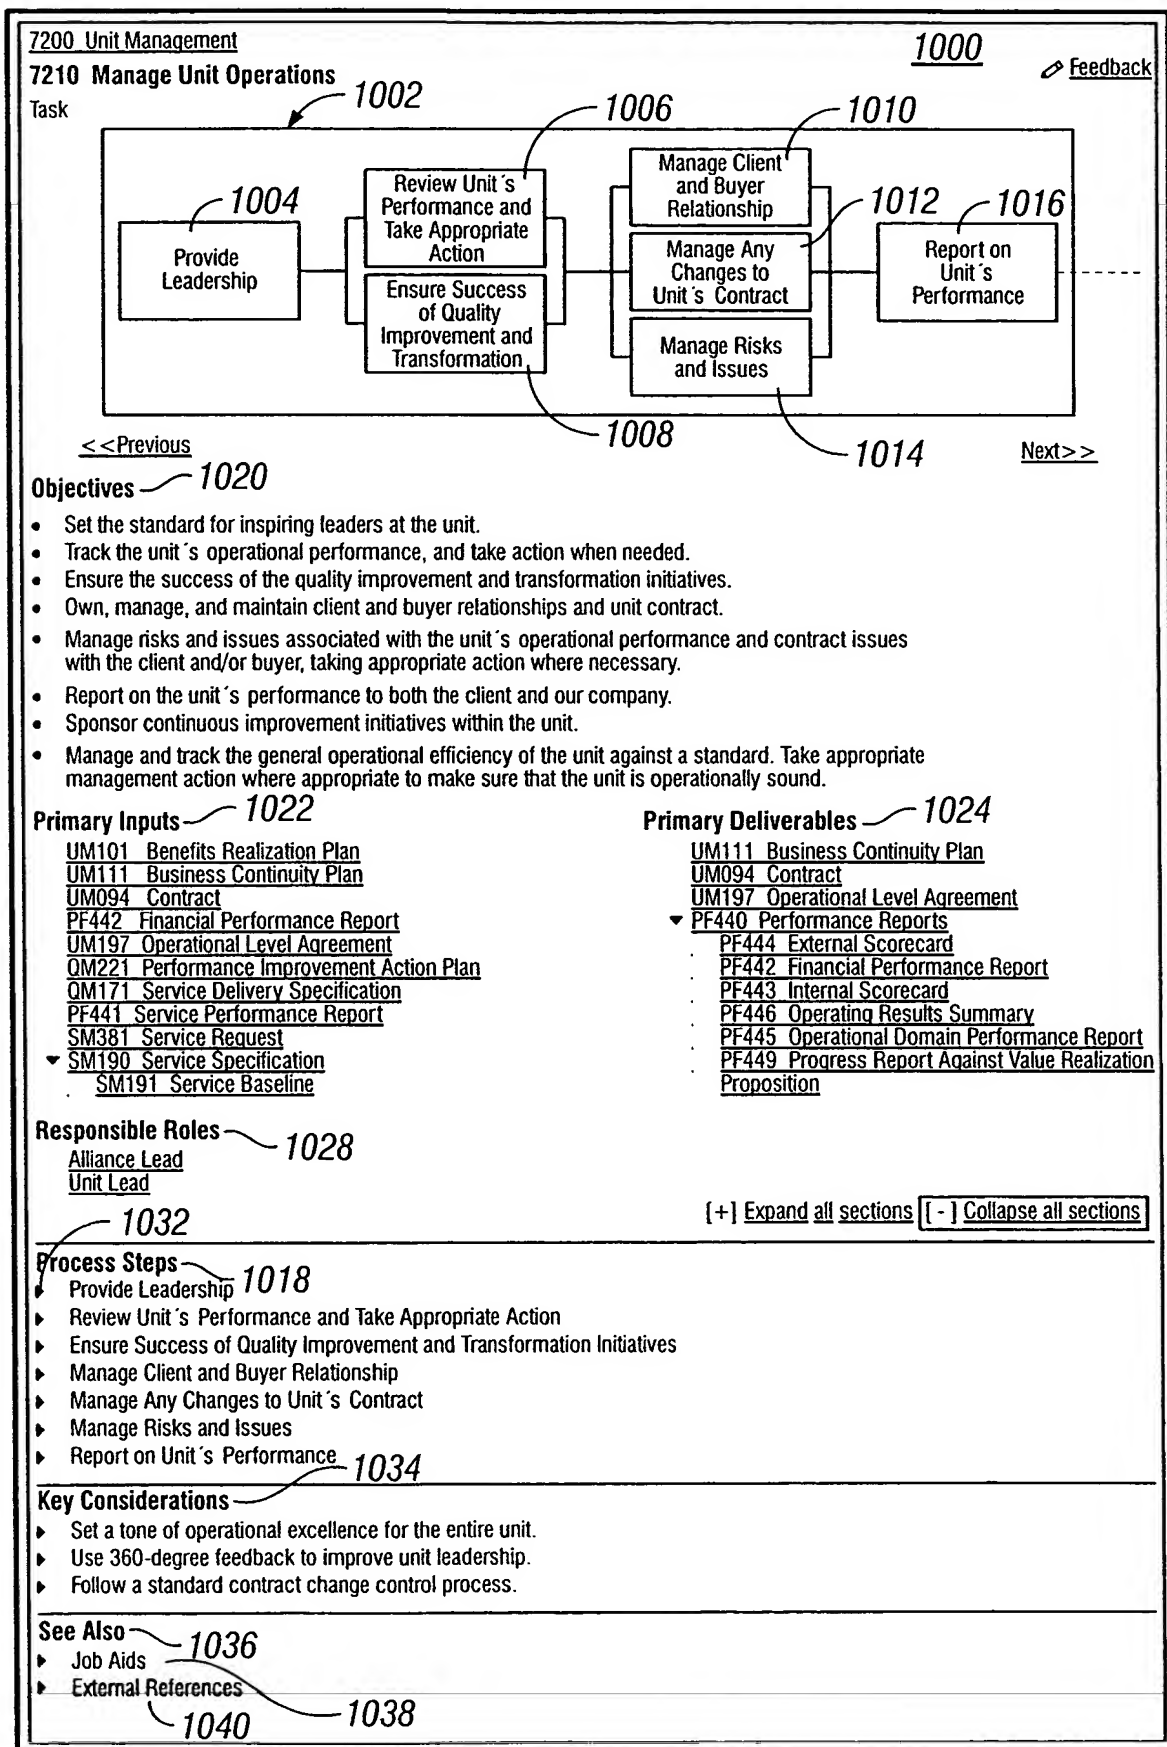 7200 Unit Management
1000
Feedback
7210 Manage Unit Operations
Task
1002
1006
1010
1004
1012
1016
Provide
Leadership
Review Unit´s
Performance and
Take Appropriate
Action
Ensure Success
of Quality
Improvement and
Transformation
Manage Client
and Buyer
Relationship
Manage Any
Changes to
Unit´s Contract
Manage Risks
and Issues
Report on
Unit´s
Performance
1008
1014
<<Previous
Next>>
Objectives
1020
• Set the standard for inspiring leaders at the unit.
• Track the unit´s operational performance, and take action when needed.
• Ensure the success of the quality improvement and transformation initiatives.
• Own, manage, and maintain client and buyer relationships and unit contract.
• Manage risks and issues associated with the unit´s operational performance and contract issues
with the client and/or buyer, taking appropriate action where necessary.
• Report on the unit´s performance to both the client and our company.
• Sponsor continuous improvement initiatives within the unit.
• Manage and track the general operational efficiency of the unit against a standard. Take appropriate
management action where appropriate to make sure that the unit is operationally sound.
Primary Inputs
1022
UM101 Benefits Realization Plan
UM111 Business Continuity Plan
UM094 Contract
PF442 Financial Performance Report
UM197 Operational Level Agreement
QM221 Performance Improvement Action Plan
QM171 Service Delivery Specification
PF441 Service Performance Report
SM381 Service Request
▼ SM190 Service Specification
SM191 Service Baseline
Primary Deliverables
1024
UM111 Business Continuity Plan
UM094 Contract
UM197 Operational Level Agreement
▼ PF440 Performance Reports
PF444 External Scorecard
PF442 Financial Performance Report
PF443 Internal Scorecard
PF446 Operating Results Summary
PF445 Operational Domain Performance Report
PF449 Progress Report Against Value Realization
Proposition
Responsible Roles
1028
Alliance Lead
Unit Lead
[+] Expand all sections [-] Collapse all sections
1032
Process Steps
1018
Provide Leadership
Review Unit´s Performance and Take Appropriate Action
Ensure Success of Quality Improvement and Transformation Initiatives
Manage Client and Buyer Relationship
Manage Any Changes to Unit´s Contract
Manage Risks and Issues
Report on Unit´s Performance
1034
Key Considerations
Set a tone of operational excellence for the entire unit.
Use 360-degree feedback to improve unit leadership.
Follow a standard contract change control process.
See Also
1036
Job Aids
External References
1038
1040